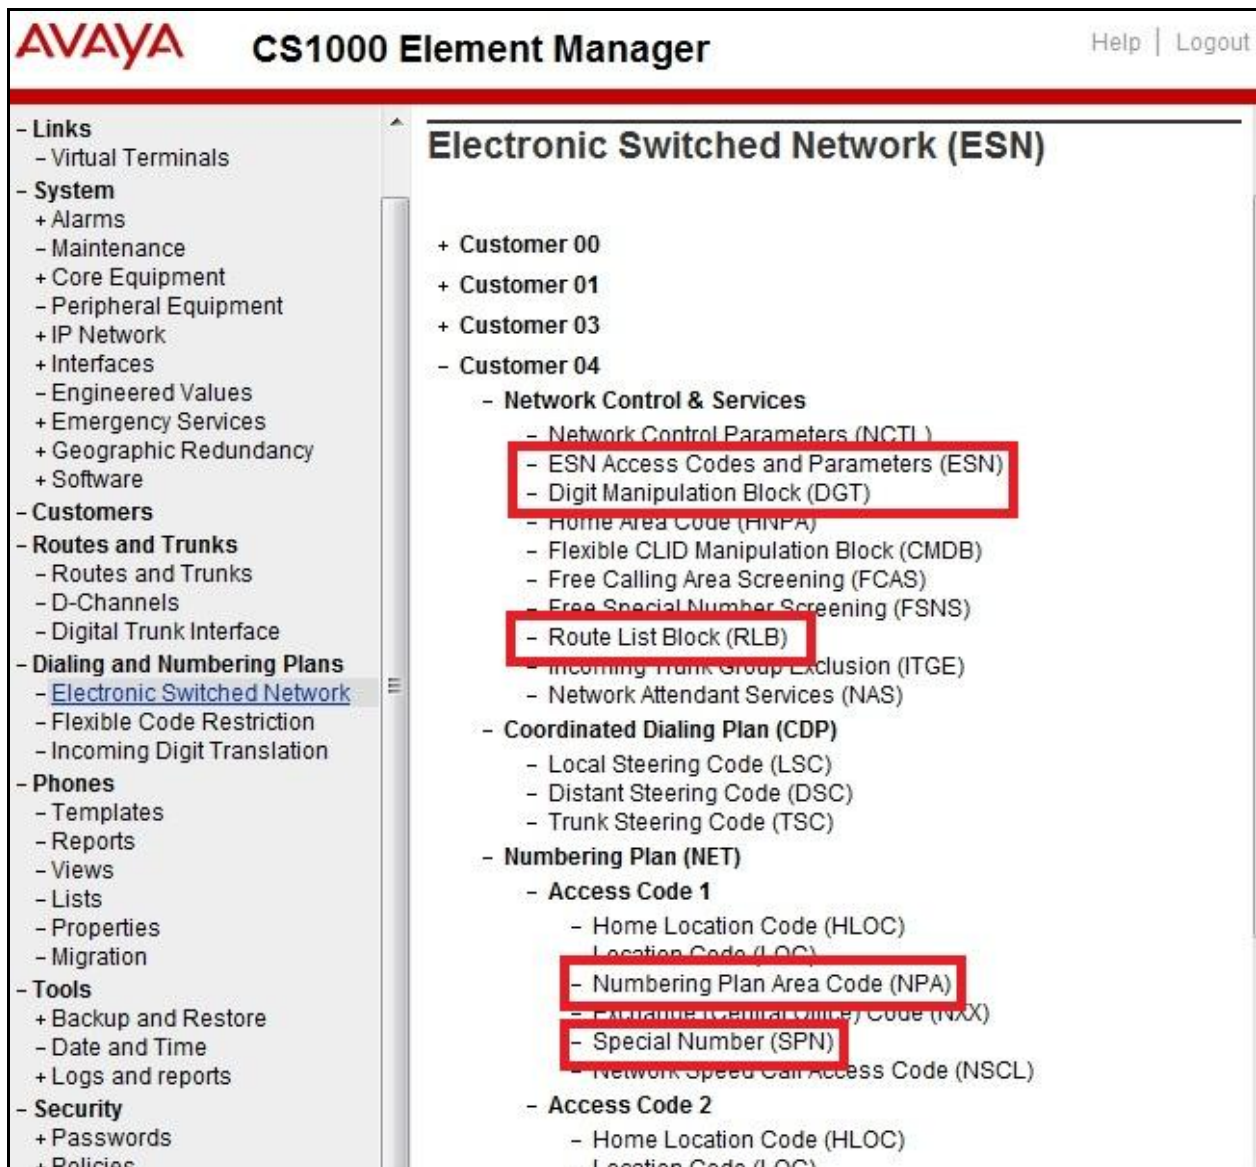 AVAYA
CS1000 Element Manager
Help | Logout
- Links
- Virtual Terminals
- System
+ Alarms
- Maintenance
+ Core Equipment
- Peripheral Equipment
+ IP Network
+ Interfaces
- Engineered Values
+ Emergency Services
+ Geographic Redundancy
+ Software
- Customers
- Routes and Trunks
- Routes and Trunks
- D-Channels
- Digital Trunk Interface
- Dialing and Numbering Plans
- Electronic Switched Network
- Flexible Code Restriction
- Incoming Digit Translation
- Phones
- Templates
- Reports
- Views
- Lists
- Properties
- Migration
- Tools
+ Backup and Restore
- Date and Time
+ Logs and reports
- Security
+ Passwords
+ Policies
Electronic Switched Network (ESN)
+ Customer 00
+ Customer 01
+ Customer 03
- Customer 04
- Network Control & Services
- Network Control Parameters (NCTL)
- ESN Access Codes and Parameters (ESN)
- Digit Manipulation Block (DGT)
- Home Area Code (HNPA)
- Flexible CLID Manipulation Block (CMDB)
- Free Calling Area Screening (FCAS)
- Free Special Number Screening (FSNS)
- Route List Block (RLB)
- Incoming Trunk Group Exclusion (ITGE)
- Network Attendant Services (NAS)
- Coordinated Dialing Plan (CDP)
- Local Steering Code (LSC)
- Distant Steering Code (DSC)
- Trunk Steering Code (TSC)
- Numbering Plan (NET)
- Access Code 1
- Home Location Code (HLOC)
- Location Code (LOC)
- Numbering Plan Area Code (NPA)
- Exchange (Central Office) Code (NXX)
- Special Number (SPN)
- Network Speed Call Access Code (NSCL)
- Access Code 2
- Home Location Code (HLOC)
- Location Code (LOC)